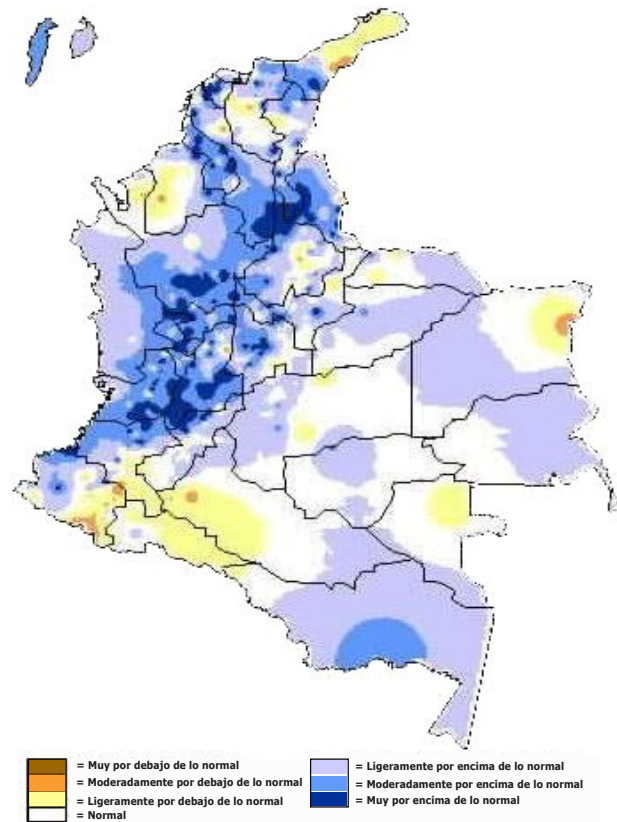 = Muy por debajo de lo normal
= Moderadamente por debajo de lo normal
= Ligeramente por debajo de lo normal
= Normal
= Ligeramente por encima de lo normal
= Moderadamente por encima de lo normal
= Muy por encima de lo normal